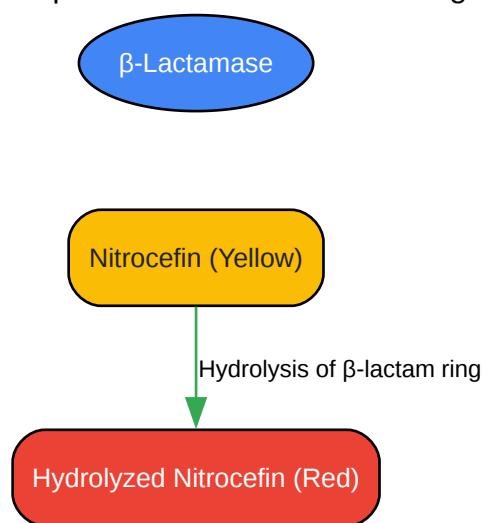 β-Lactamase
Nitrocefin (Yellow)
Hydrolysis of β-lactam ring
Hydrolyzed Nitrocefin (Red)